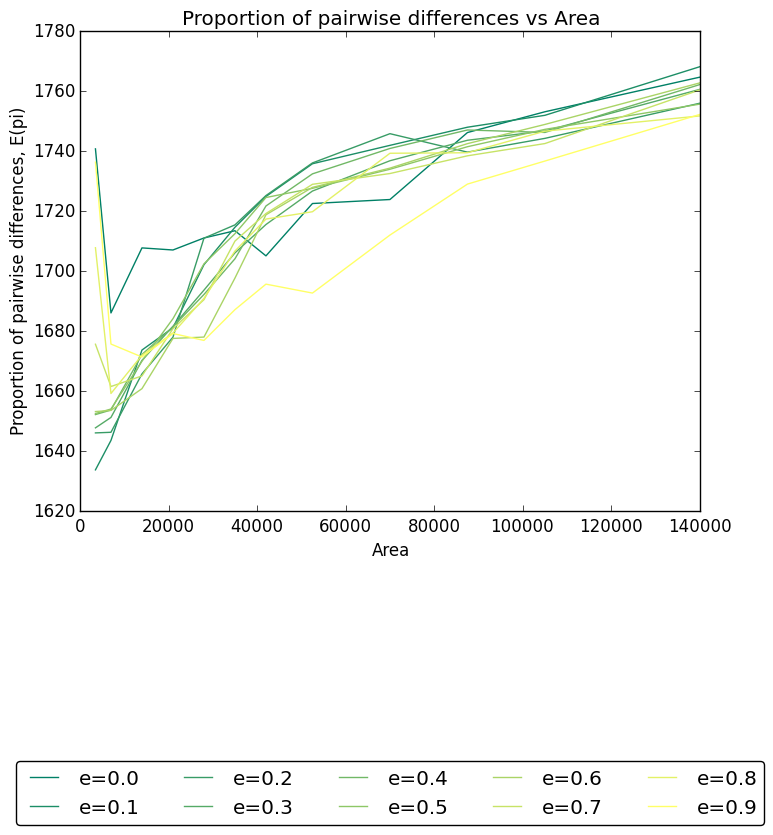 Proportion of pairwise differences vs Area
1780
1760
1740
1720
1700
1680
1660
1640
1620
Proportion of pairwise differences, E(pi)
0 20000 40000 60000 80000 100000 120000 140000
Area
e=0.0 e=0.2 e=0.4 e=0.6 e=0.8
e=0.1 e=0.3 e=0.5 e=0.7 e=0.9